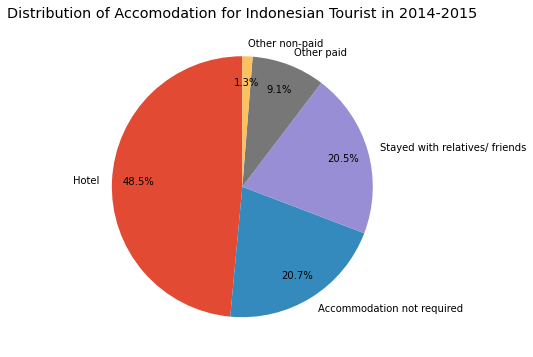 Distribution of Accomodation for Indonesian Tourist in 2014-2015
Other non-paid
Other paid
1.3%
9.1%
Stayed with relatives/ friends
20.5%
Hotel
48.5%
20.7%
Accommodation not required